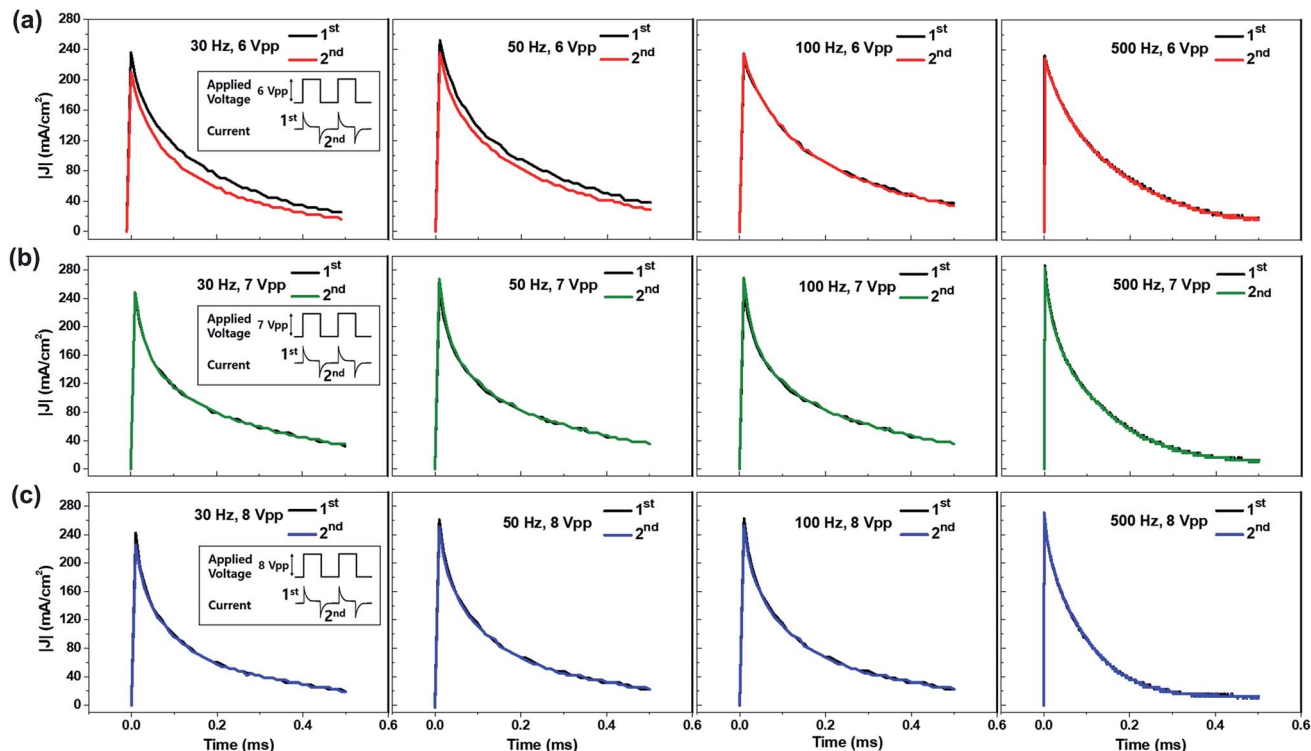 (a)
280
240
200
160
120
80
40
0
|J| (mA/cm²)
30 Hz, 6 Vpp
1st
2nd
Applied Voltage
6 Vpp
Current
1st
2nd
50 Hz, 6 Vpp
1st
2nd
100 Hz, 6 Vpp
1st
2nd
500 Hz, 6 Vpp
1st
2nd
(b)
280
240
200
160
120
80
40
0
|J| (mA/cm²)
30 Hz, 7 Vpp
1st
2nd
Applied Voltage
7 Vpp
Current
1st
2nd
50 Hz, 7 Vpp
1st
2nd
100 Hz, 7 Vpp
1st
2nd
500 Hz, 7 Vpp
1st
2nd
(c)
280
240
200
160
120
80
40
0
|J| (mA/cm²)
30 Hz, 8 Vpp
1st
2nd
Applied Voltage
8 Vpp
Current
1st
2nd
50 Hz, 8 Vpp
1st
2nd
100 Hz, 8 Vpp
1st
2nd
500 Hz, 8 Vpp
1st
2nd
0.0 0.2 0.4 0.6 0.0 0.2 0.4 0.6 0.0 0.2 0.4 0.6 0.0 0.2 0.4 0.6
Time (ms) Time (ms) Time (ms) Time (ms)